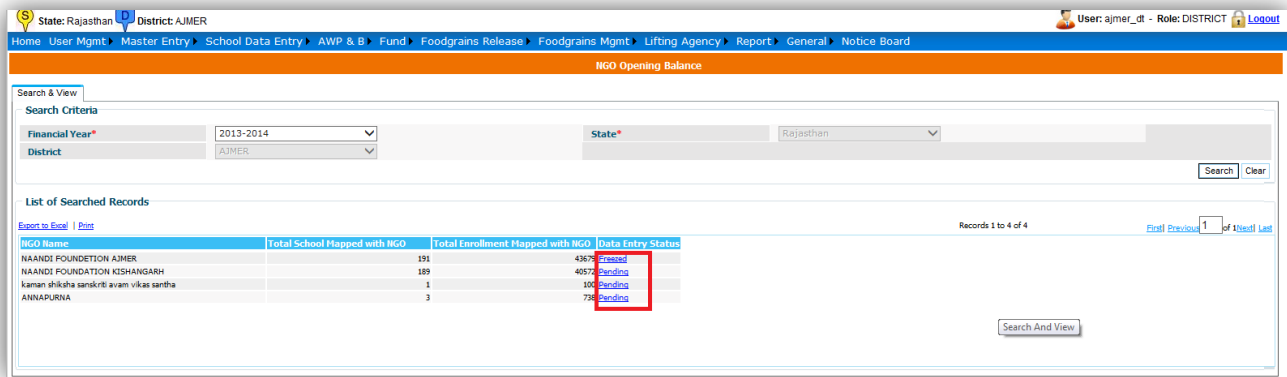 S State: Rajasthan D District: AJMER User: ajmer_dt - Role: DISTRICT Logout
Home User Mgmt Master Entry School Data Entry AWP & B Fund Foodgrains Release Foodgrains Mgmt Lifting Agency Report General Notice Board
NGO Opening Balance
Search & View
Search Criteria
Financial Year* 2013-2014 State* Rajasthan
District AJMER
Search Clear
List of Searched Records
Export to Excel | Print Records 1 to 4 of 4 First| Previous 1 of 1Next| Last
NGO Name Total School Mapped with NGO Total Enrollment Mapped with NGO Data Entry Status
NAANDI FOUNDETION AJMER 191 43679 Freezed
NAANDI FOUNDATION KISHANGARH 189 40572 Pending
kaman shiksha sanskriti avam vikas santha 1 100 Pending
ANNAPURNA 3 738 Pending
Search And View